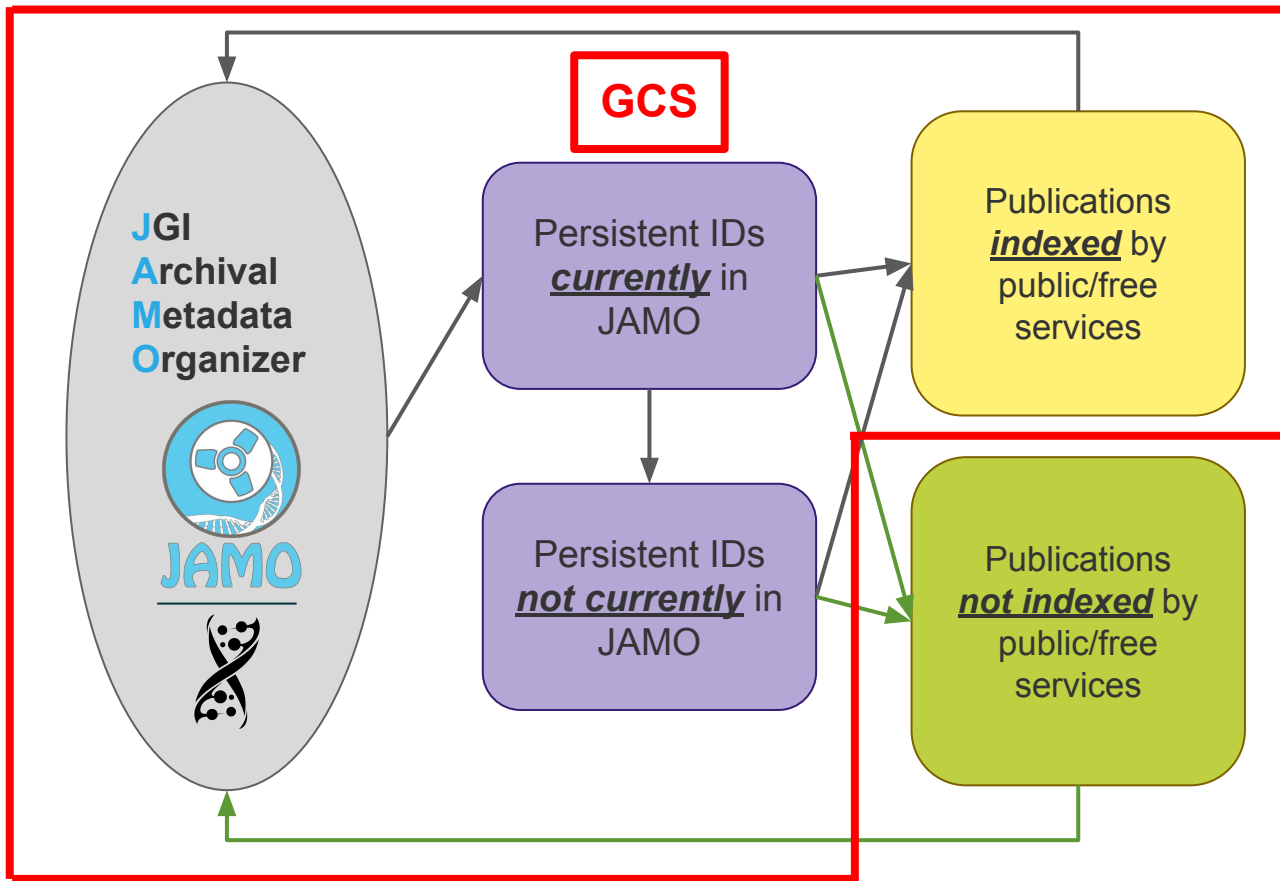 GCS
JGI
Archival
Metadata
Organizer
JAMO
Persistent IDs
currently in
JAMO
Persistent IDs
not currently in
JAMO
Publications
indexed by
public/free
services
Publications
not indexed by
public/free
services